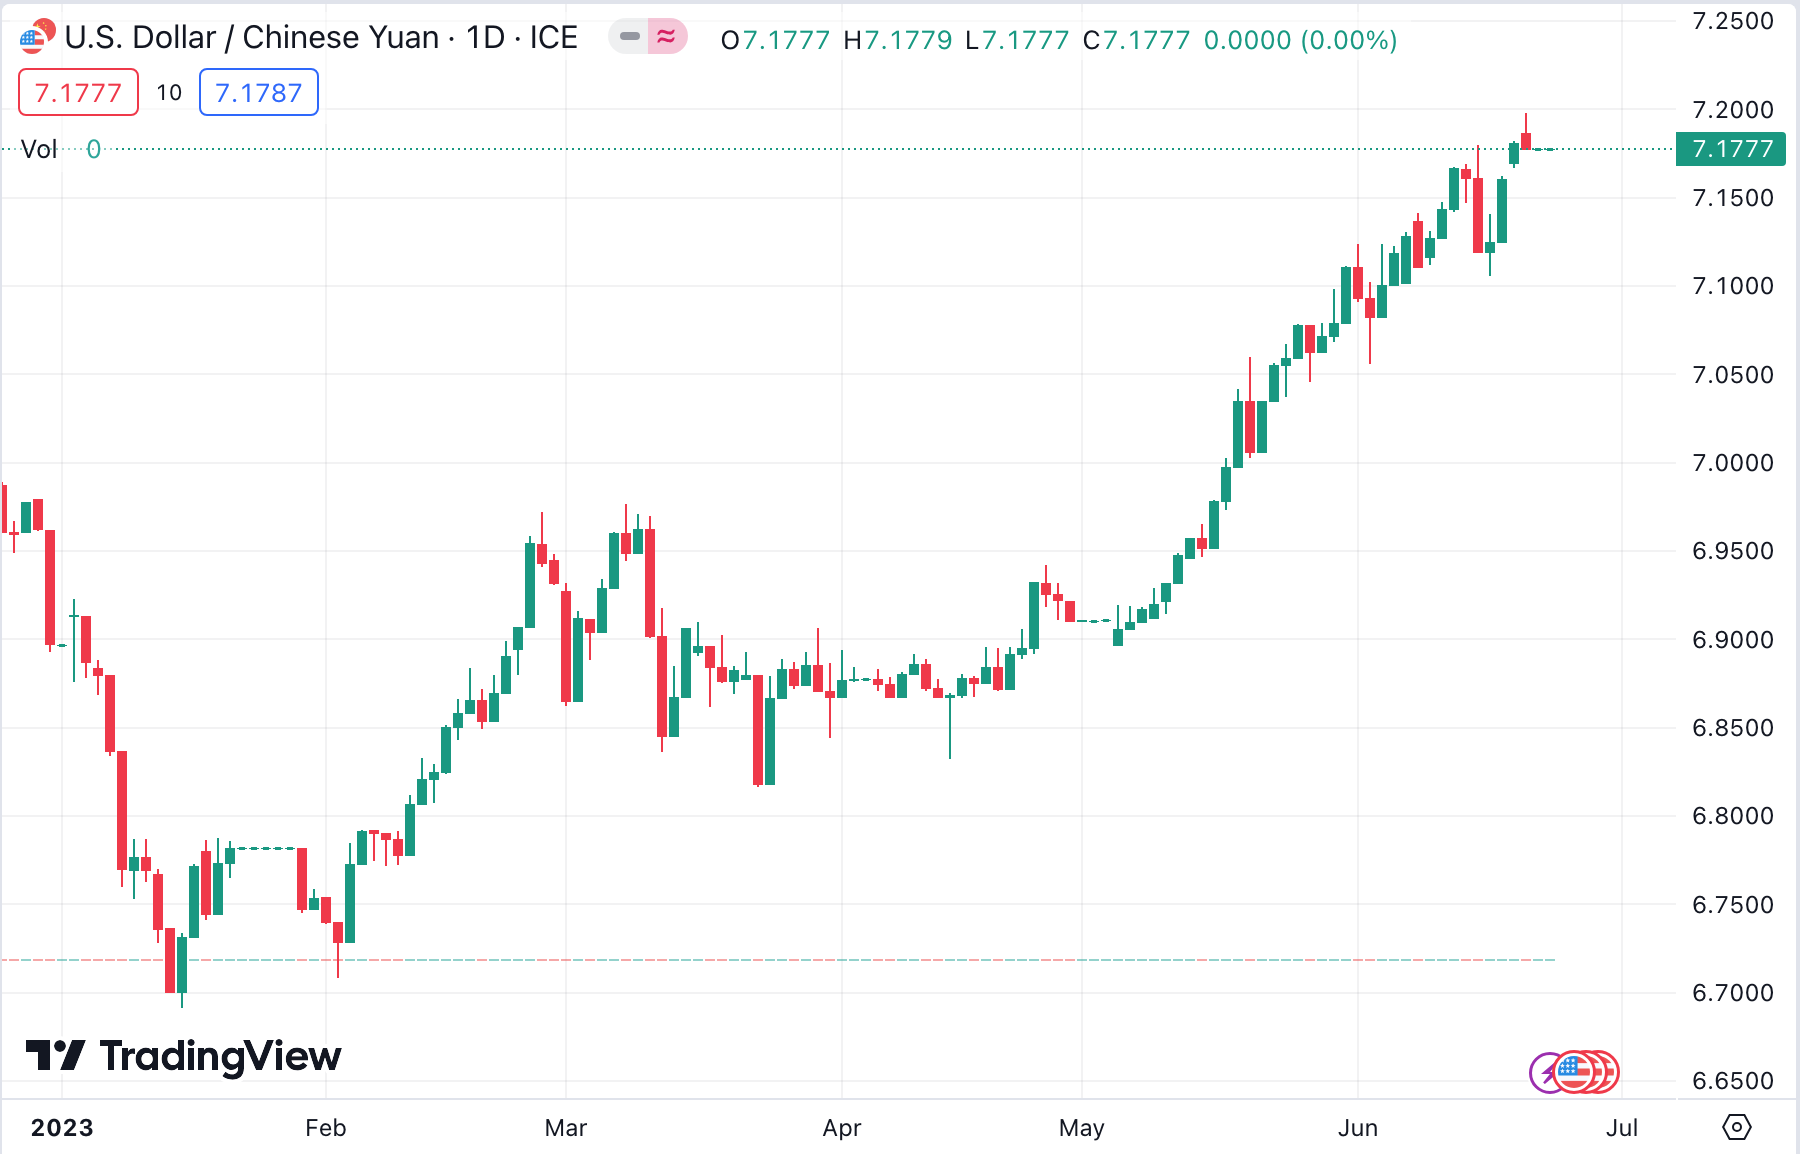 U.S. Dollar / Chinese Yuan · 1D · ICE O7.1777 H7.1779 L7.1777 C7.1777 0.0000 (0.00%)
7.1777 10 7.1787
Vol 0
7.2500
7.2000
7.1777
7.1500
7.1000
7.0500
7.0000
6.9500
6.9000
6.8500
6.8000
6.7500
6.7000
6.6500
TradingView
2023 Feb Mar Apr May Jun Jul